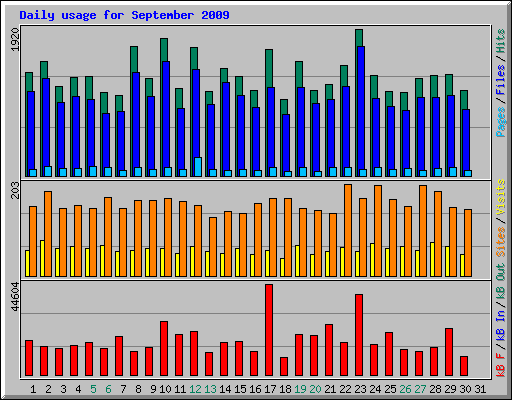 Daily usage for September 2009
1920
Pages / Files / Hits
203
Sites / Visits
44604
kB F / kB In / kB Out
1 2 3 4 5 6 7 8 9 10 11 12 13 14 15 16 17 18 19 20 21 22 23 24 25 26 27 28 29 30 31